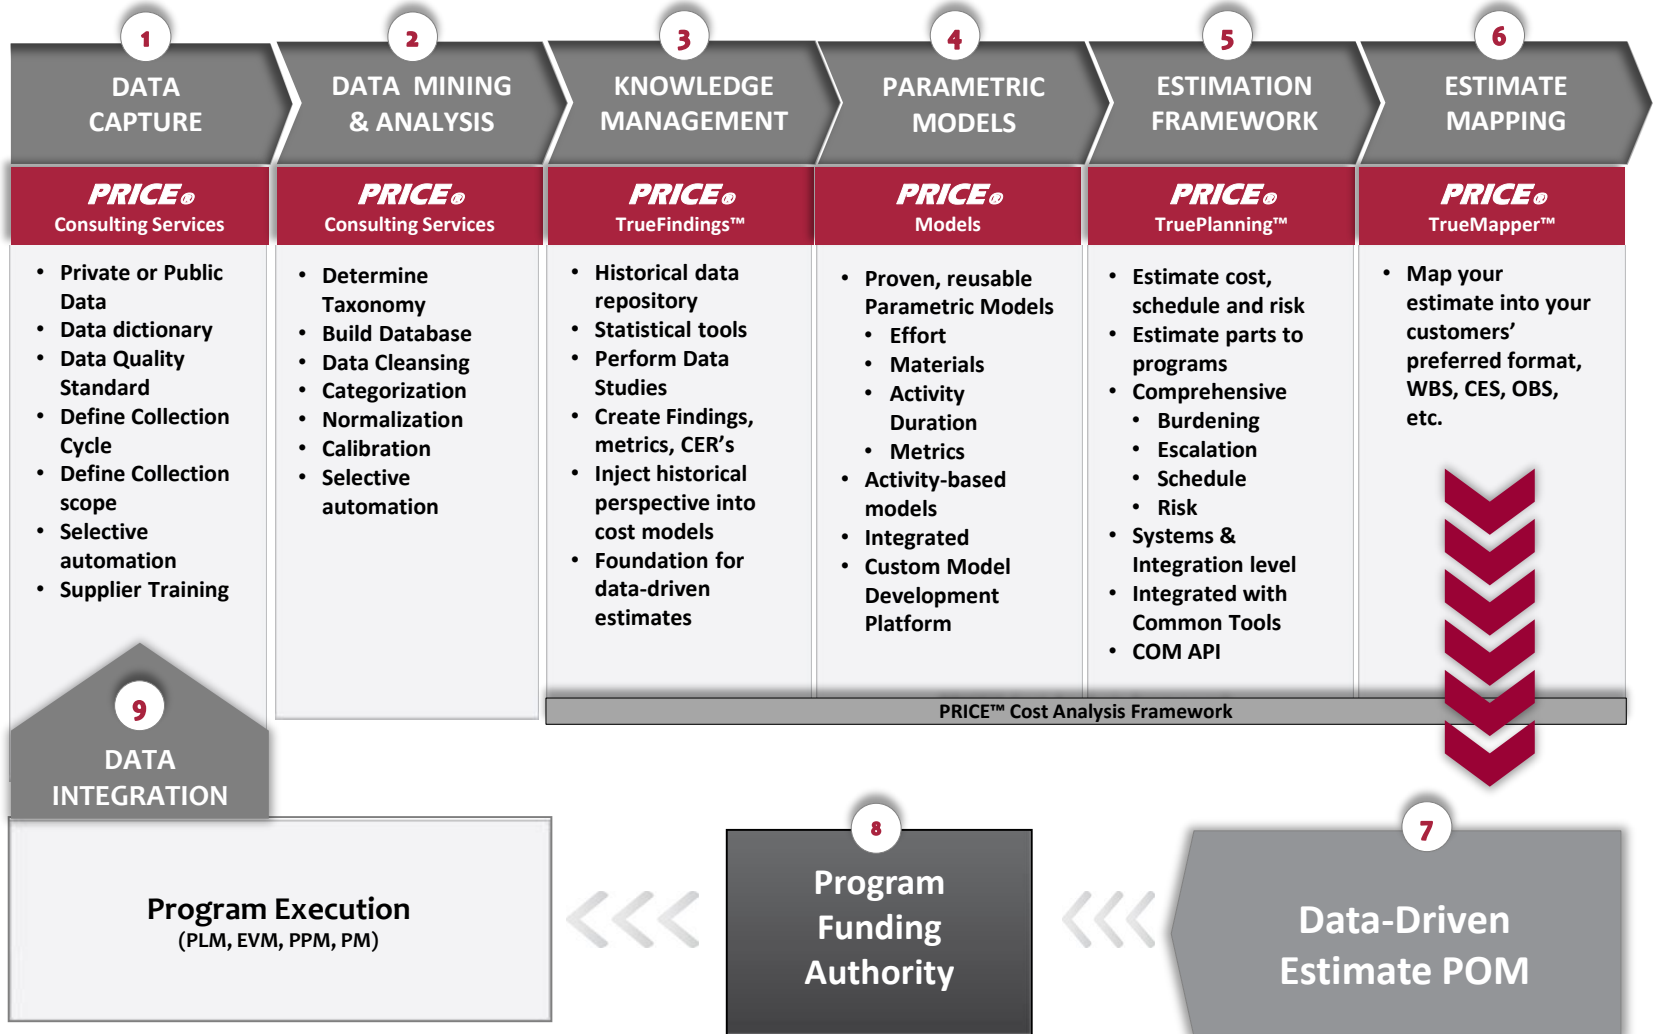 1
DATA
CAPTURE
PRICE®
Consulting Services
• Private or Public
Data
• Data dictionary
• Data Quality
Standard
• Define Collection
Cycle
• Define Collection
scope
• Selective
automation
• Supplier Training
2
DATA MINING
& ANALYSIS
PRICE®
Consulting Services
• Determine
Taxonomy
• Build Database
• Data Cleansing
• Categorization
• Normalization
• Calibration
• Selective
automation
3
KNOWLEDGE
MANAGEMENT
PRICE®
TrueFindings™
• Historical data
repository
• Statistical tools
• Perform Data
Studies
• Create Findings,
metrics, CER’s
• Inject historical
perspective into
cost models
• Foundation for
data-driven
estimates
4
PARAMETRIC
MODELS
PRICE®
Models
• Proven, reusable
Parametric Models
• Effort
• Materials
• Activity
Duration
• Metrics
• Activity-based
models
• Integrated
• Custom Model
Development
Platform
5
ESTIMATION
FRAMEWORK
PRICE®
TruePlanning™
• Estimate cost,
schedule and risk
• Estimate parts to
programs
• Comprehensive
• Burdening
• Escalation
• Schedule
• Risk
• Systems &
Integration level
• Integrated with
Common Tools
• COM API
6
ESTIMATE
MAPPING
PRICE®
TrueMapper™
• Map your
estimate into your
customers’
preferred format,
WBS, CES, OBS,
etc.
PRICE™ Cost Analysis Framework
7
Data-Driven
Estimate POM
8
Program
Funding
Authority
Program Execution
(PLM, EVM, PPM, PM)
9
DATA
INTEGRATION